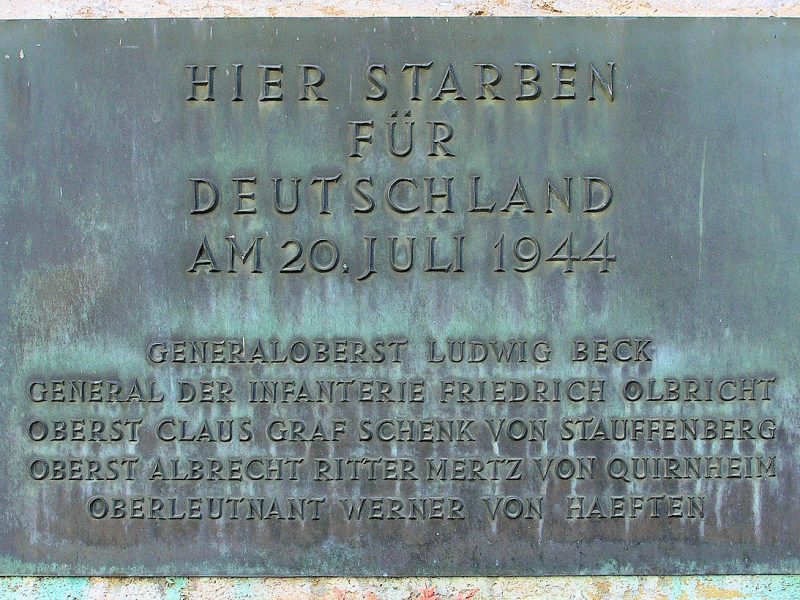 HIER STARBEN
FÜR
DEUTSCHLAND
AM 20. JULI 1944
GENERALOBERST LUDWIG BECK
GENERAL DER INFANTERIE FRIEDRICH OLBRICHT
OBERST CLAUS GRAF SCHENK VON STAUFFENBERG
OBERST ALBRECHT RITTER MERTZ VON QUIRNHEIM
OBERLEUTNANT WERNER VON HAEFTEN